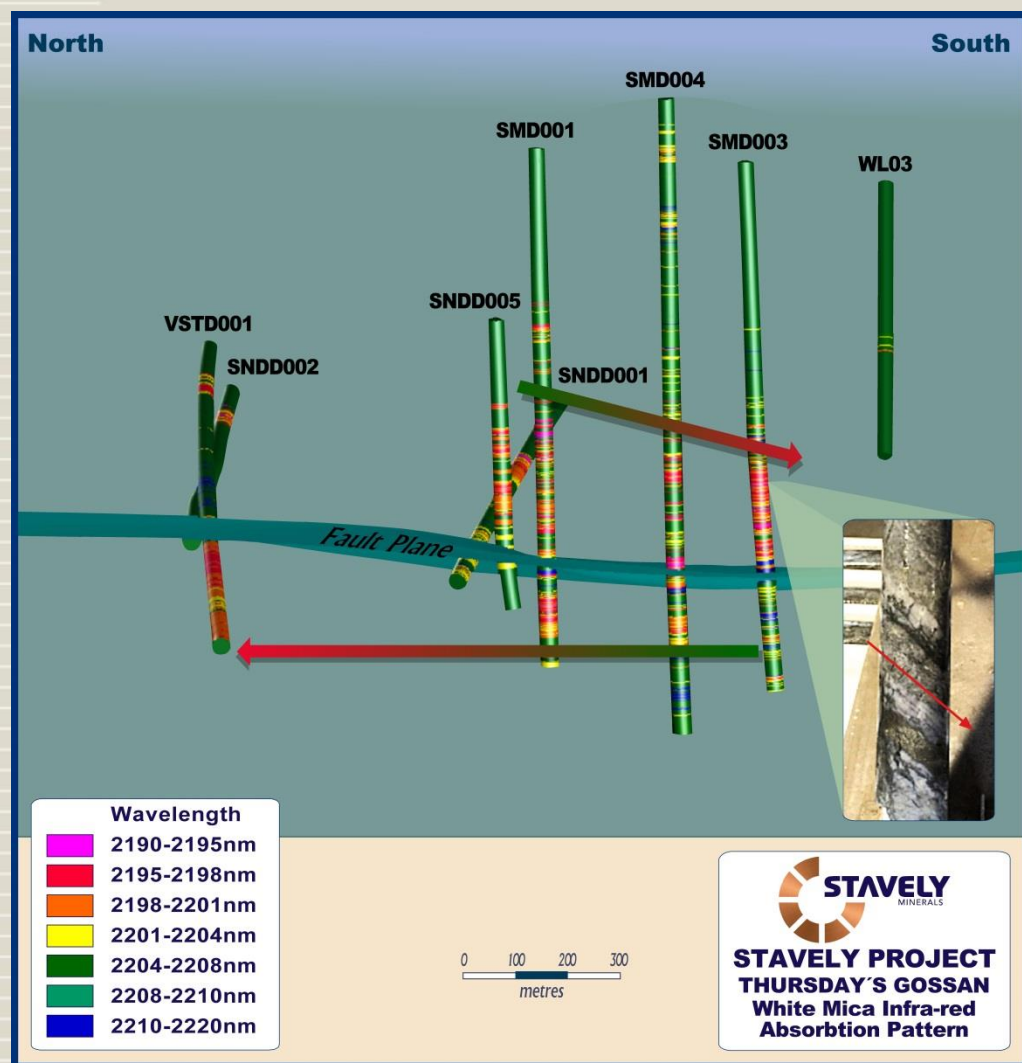 North
South
SMD004
SMD001
SMD003
WL03
SNDD005
VSTD001
SNDD002
SNDD001
Fault Plane
Wavelength
2190-2195nm
2195-2198nm
2198-2201nm
2201-2204nm
2204-2208nm
2208-2210nm
2210-2220nm
0 100 200 300
metres
STAVELY
MINERALS
STAVELY PROJECT
THURSDAY´S GOSSAN
White Mica Infra-red
Absorbtion Pattern